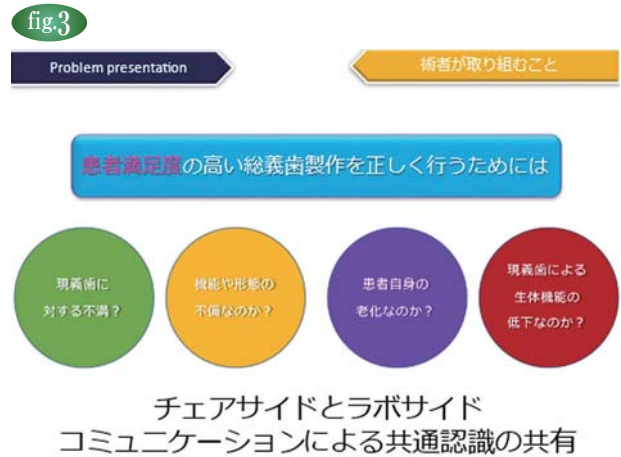 fig.3
Problem presentation
術者が取り組むこと
患者満足度の高い総義歯製作を正しく行うためには
現義歯に
対する不満？
機能や形態の
不備なのか？
患者自身の
老化なのか？
現義歯による
生体機能の
低下なのか？
チェアサイドとラボサイド
コミュニケーションによる共通認識の共有